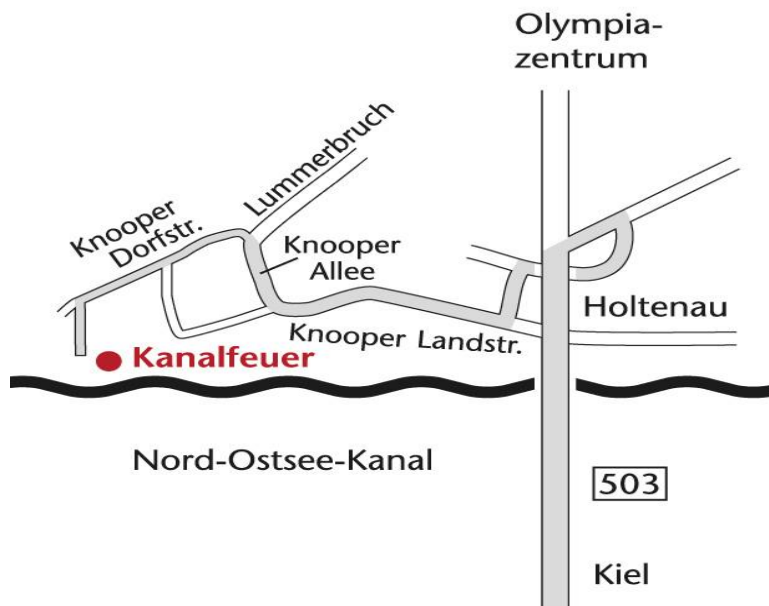 Olympia-
zentrum
Lummerbruch
Knooper
Dorfstr.
Knooper
Allee
Holtenau
Knooper Landstr.
Kanalfeuer
Nord-Ostsee-Kanal
503
Kiel